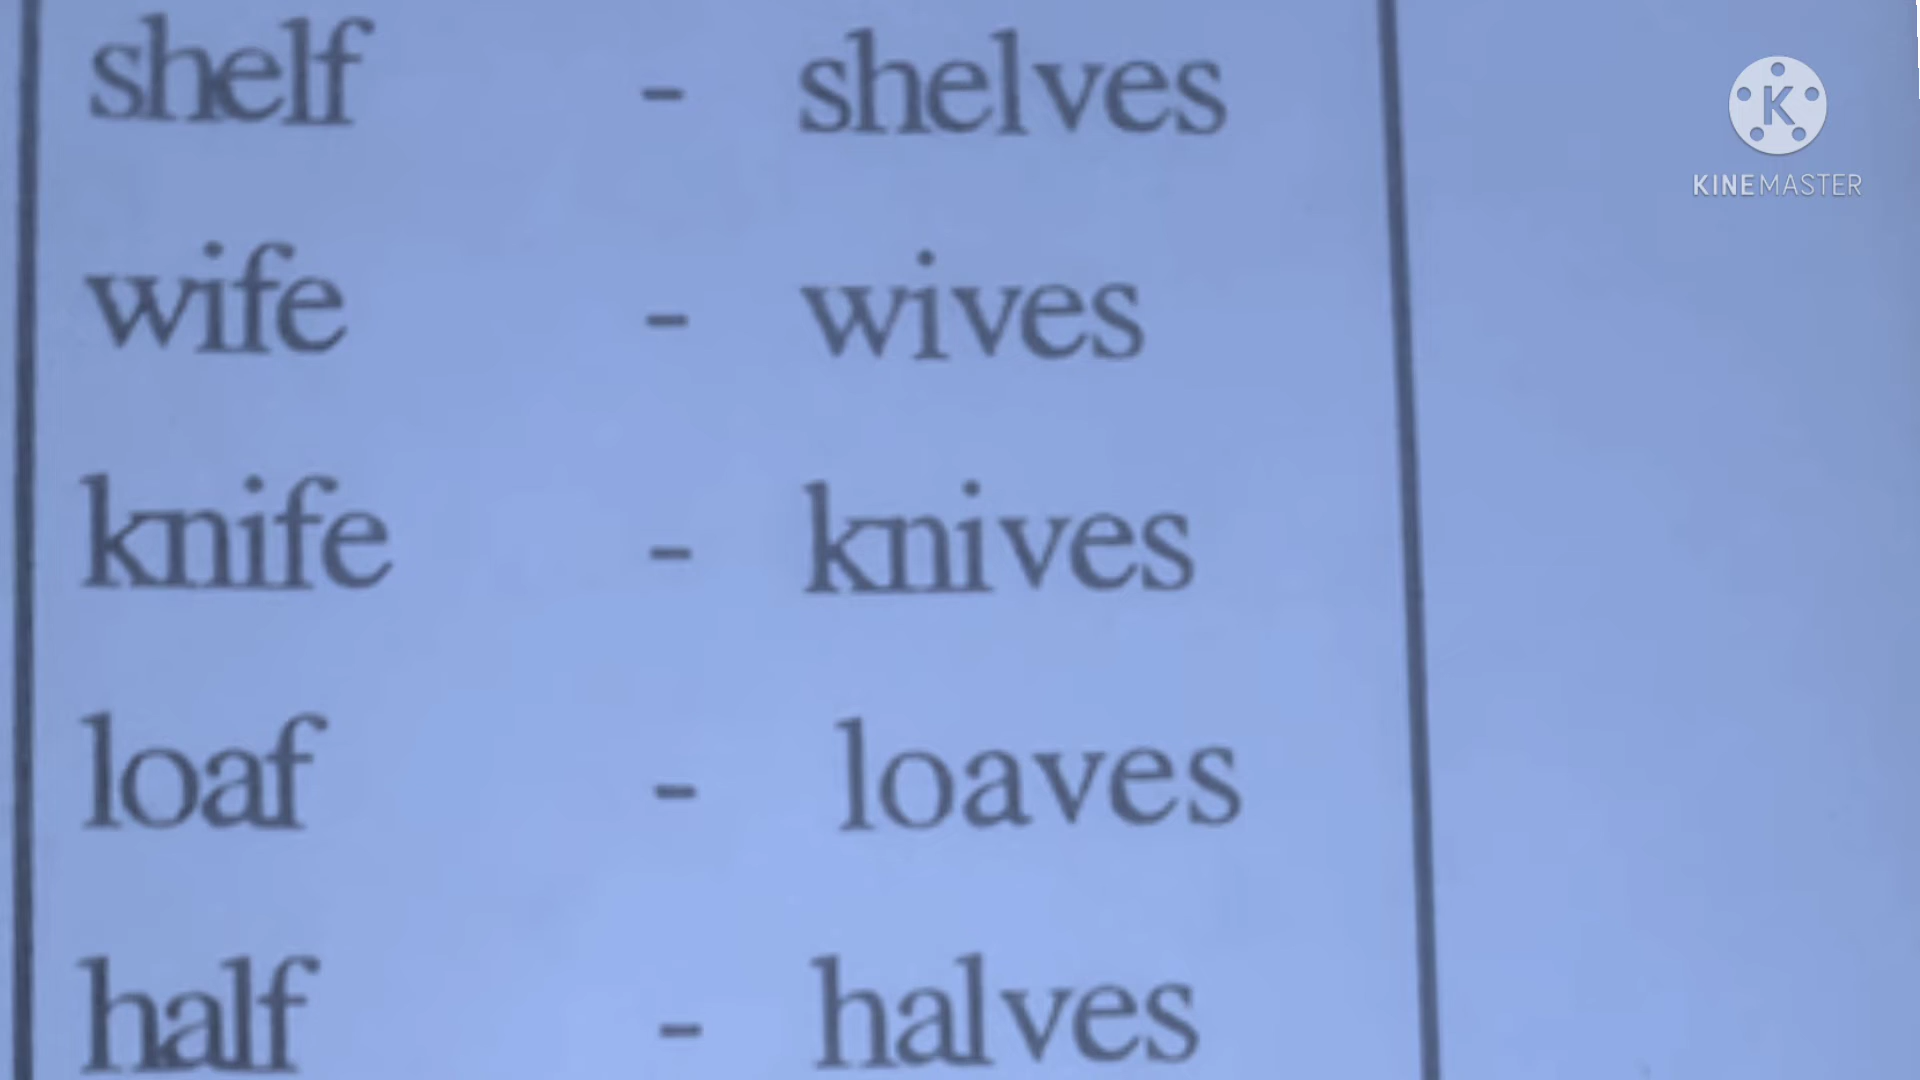 shelf - shelves
K
KINEMASTER
wife - wives
knife - knives
loaf - loaves
half - halves